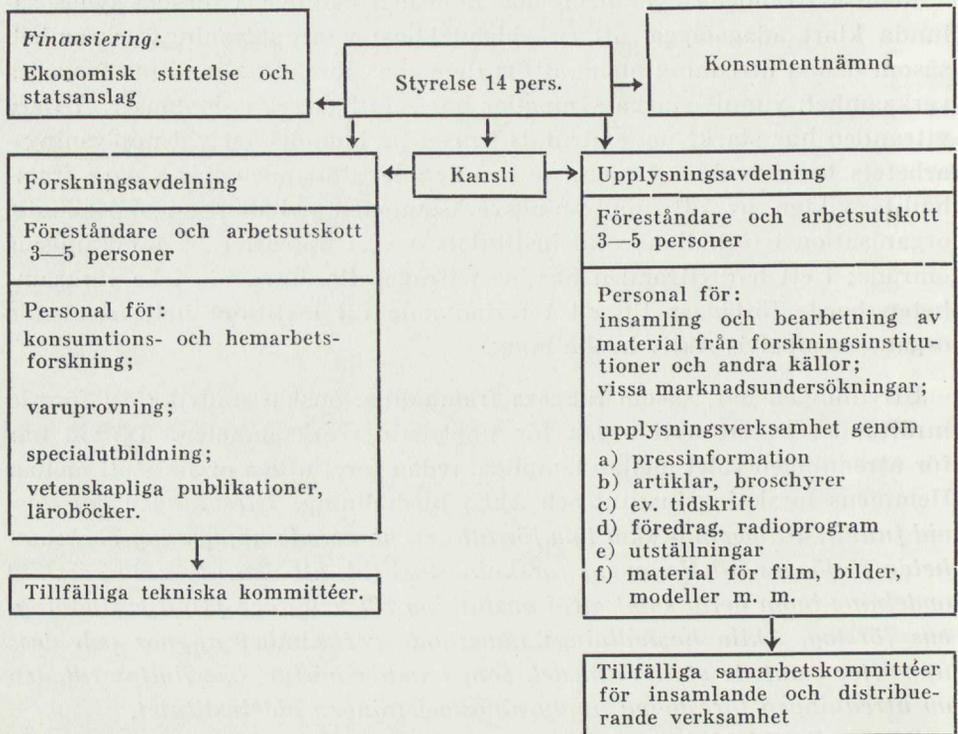 Finansering:
Ekonomisk stiftelse och
statsanslag
Styrelse 14 pers.
Konsumentnämnd
Kansli
Forskningsavdelning
Föreståndare och arbetsutskott
3—5 personer
Personal för:
konsumtions- och hemarbets-
forskning;
varuprovning;
specialutbildning;
vetenskapliga publikationer,
läroböcker.
Tillfälliga tekniska kommittéer.
Upplysningsavdelning
Föreståndare och arbetsutskott
3—5 personer
Personal för:
insamling och bearbetning av
material från forskningsinstitu-
tioner och andra källor;
vissa marknadsundersökningar;
upplysningsverksamhet genom
a) pressinformation
b) artiklar, broschyrer
c) ev. tidskrift
d) föredrag, radioprogram
e) utställningar
f) material för film, bilder,
modeller m. m.
Tillfälliga samarbetskommittéer
för insamlande och distribue-
rande verksamhet